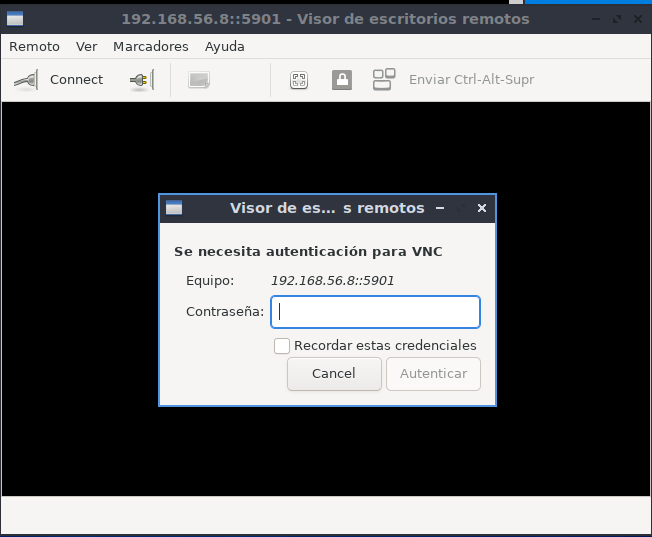 192.168.56.8::5901 - Visor de escritorios remotos
Remoto Ver Marcadores Ayuda
Connect Enviar Ctrl-Alt-Supr
Visor de es... s remotos
Se necesita autenticación para VNC
Equipo: 192.168.56.8::5901
Contraseña:
Recordar estas credenciales
Cancel Autenticar